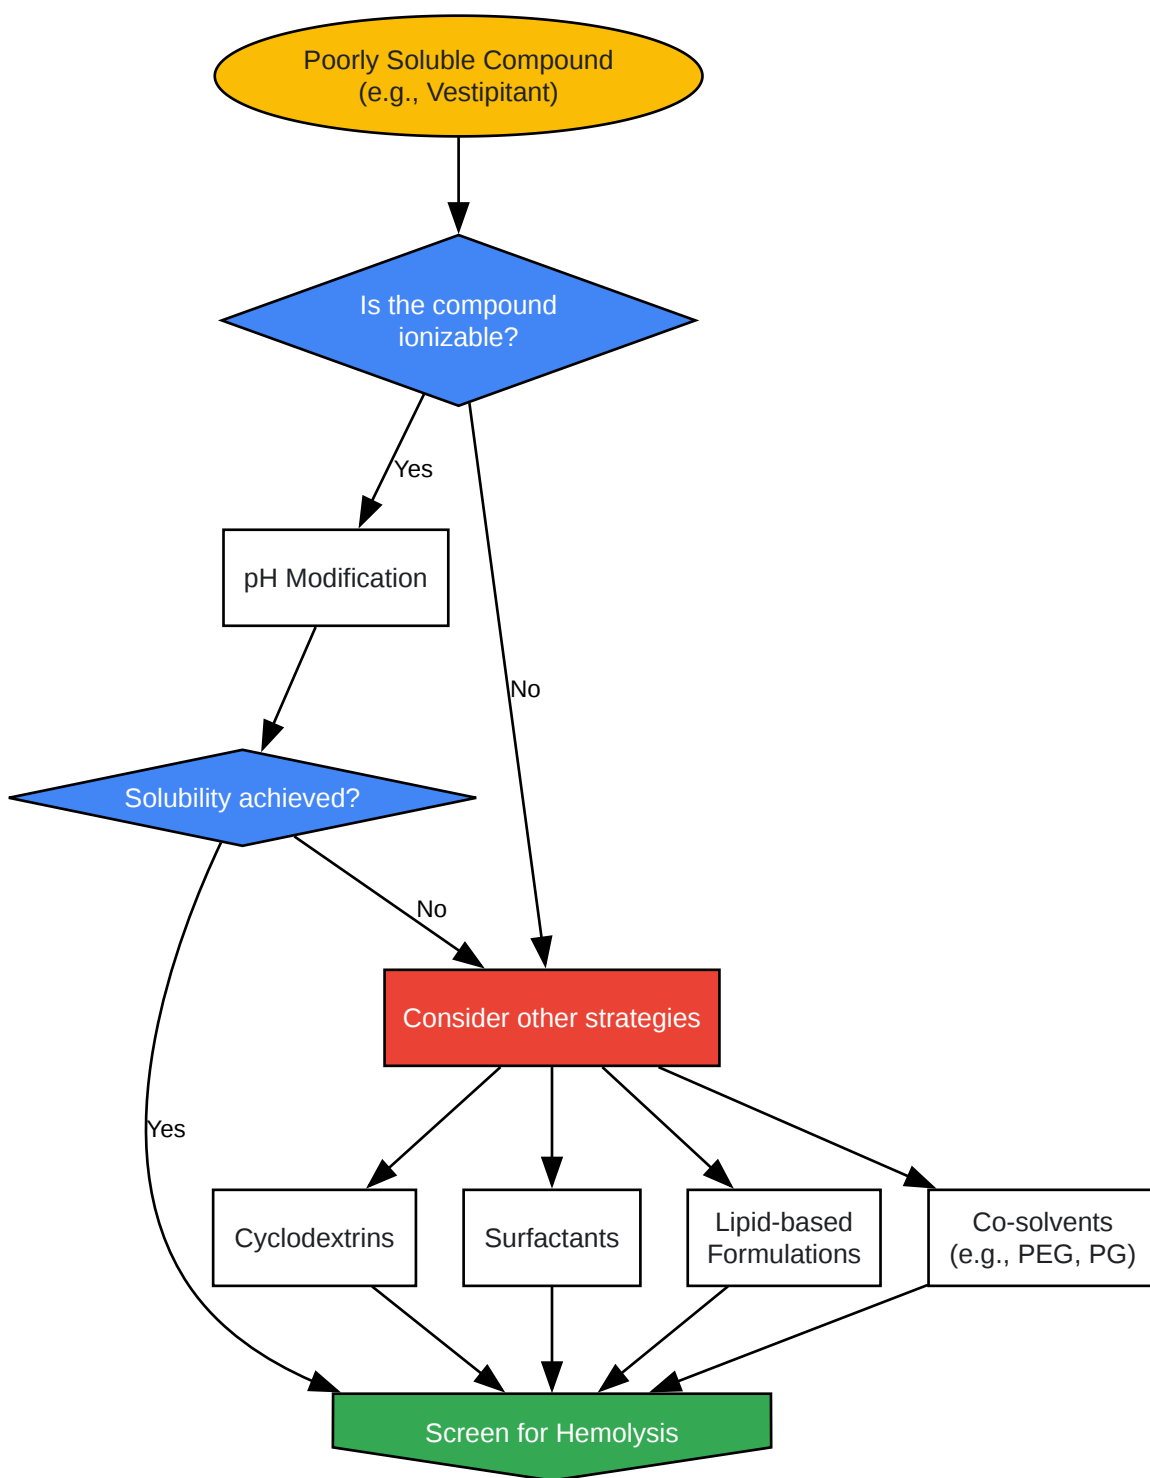 Poorly Soluble Compound
(e.g., Vestipitant)
Is the compound
ionizable?
Yes
pH Modification
No
Solubility achieved?
No
Consider other strategies
Yes
Cyclodextrins
Surfactants
Lipid-based
Formulations
Co-solvents
(e.g., PEG, PG)
Screen for Hemolysis